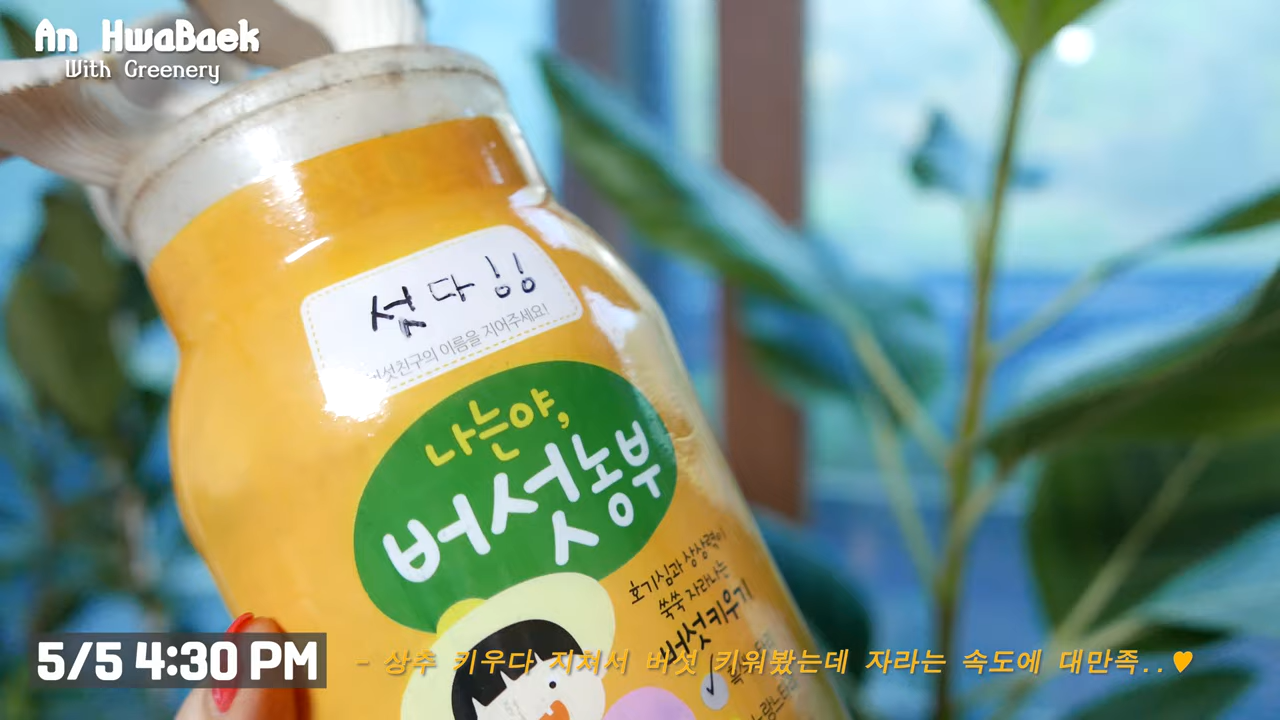 An HwaBaek
With Greenery
섯다잉
버섯친구의 이름을 지어주세요!
나는야,
버섯농부
호기심과 상상력이
쑥쑥 자라나는
버섯키우기
5/5 4:30 PM
- 상추 키우다 지쳐서 버섯 키워봤는데 자라는 속도에 대만족..♥